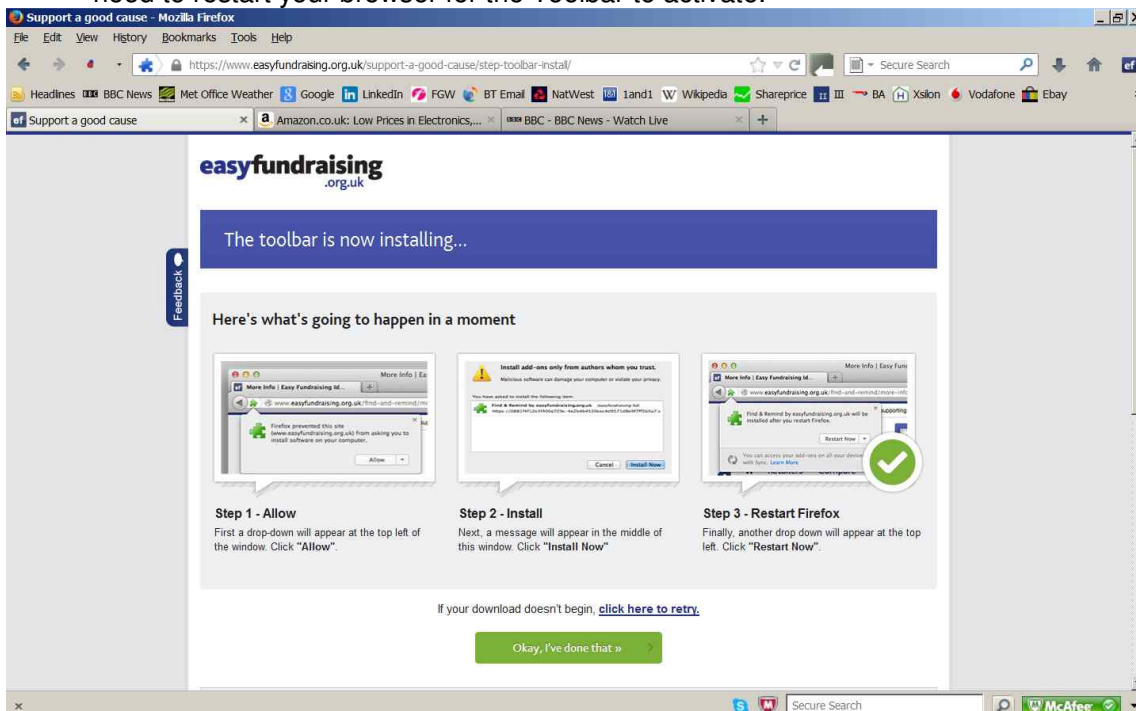 need to restart your browser for the Toolbar to activate.
Support a good cause - Mozilla Firefox
File Edit View History Bookmarks Tools Help
https://www.easyfundraising.org.uk/support-a-good-cause/step-toolbar-install/ Secure Search ef
Headlines BBC News Met Office Weather Google LinkedIn FGW BT Email NatWest 1and1 Wikipedia Shareprice III BA Xsilon Vodafone Ebay
Support a good cause Amazon.co.uk: Low Prices in Electronics,... BBC - BBC News - Watch Live
easyfundraising
.org.uk
The toolbar is now installing...
Feedback
Here's what's going to happen in a moment
More Info | Ea
More Info | Easy Fundraising Id...
www.easyfundraising.org.uk/find-and-remind/mo
Firefox prevented this site
(www.easyfundraising.org.uk) from asking you to
install software on your computer.
Allow
Install add-ons only from authors whom you trust.
Malicious software can damage your computer or violate your privacy.
You have asked to install the following item:
Find & Remind by easyfundraising.org.uk
Cancel Install Now
More Info | Easy Fund
More Info | Easy Fundraising Id...
www.easyfundraising.org.uk/find-and-remind/more-info
Find & Remind by easyfundraising.org.uk will be
installed after you restart Firefox.
Restart Now
You can access your add-ons on all your device
with Sync. Learn More
Step 1 - Allow
First a drop-down will appear at the top left of
the window. Click "Allow".
Step 2 - Install
Next, a message will appear in the middle of
this window. Click "Install Now"
Step 3 - Restart Firefox
Finally, another drop down will appear at the top
left. Click "Restart Now".
If your download doesn't begin, click here to retry.
Okay, I've done that »
Secure Search McAfee